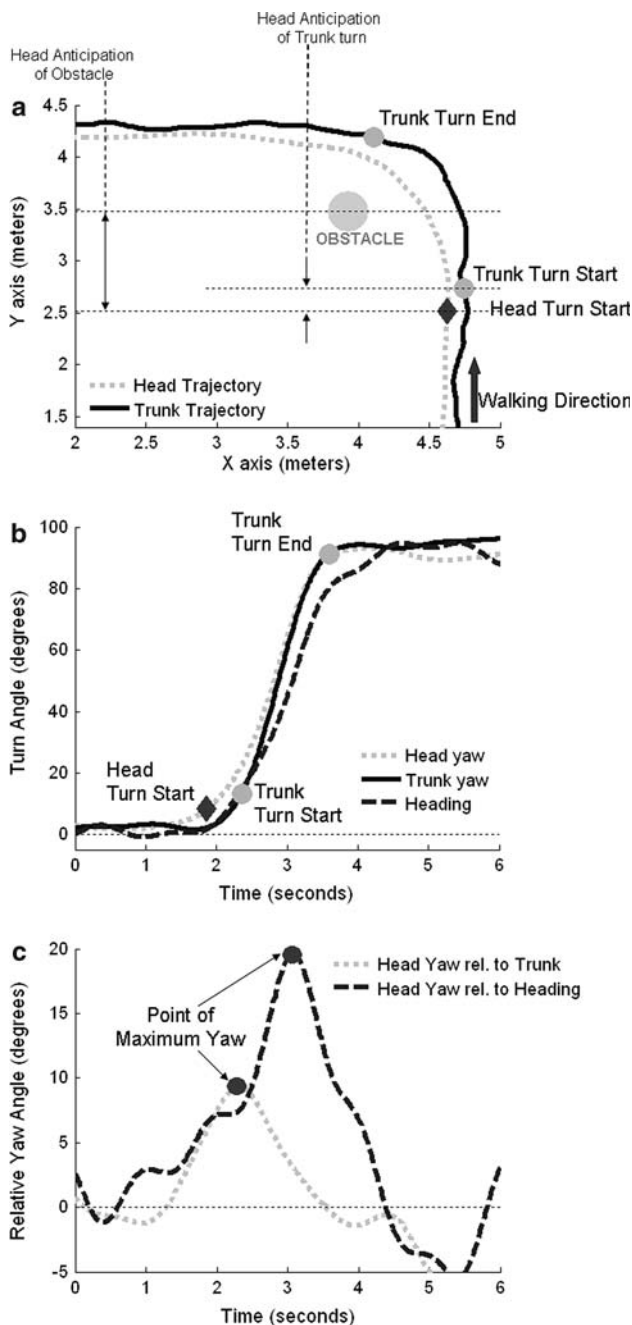 Head Anticipation
of Trunk turn
Head Anticipation
of Obstacle
a
4.5
4
3.5
3
2.5
2
1.5
Y axis (meters)
Trunk Turn End
OBSTACLE
Trunk Turn Start
Head Turn Start
Head Trajectory
Trunk Trajectory
Walking Direction
2 2.5 3 3.5 4 4.5 5
X axis (meters)
b
100
80
60
40
20
0
Turn Angle (degrees)
Trunk
Turn End
Head
Turn Start
Trunk
Turn Start
Head yaw
Trunk yaw
Heading
0 1 2 3 4 5 6
Time (seconds)
c
20
15
10
5
0
-5
Relative Yaw Angle (degrees)
Point of
Maximum Yaw
Head Yaw rel. to Trunk
Head Yaw rel. to Heading
0 1 2 3 4 5 6
Time (seconds)